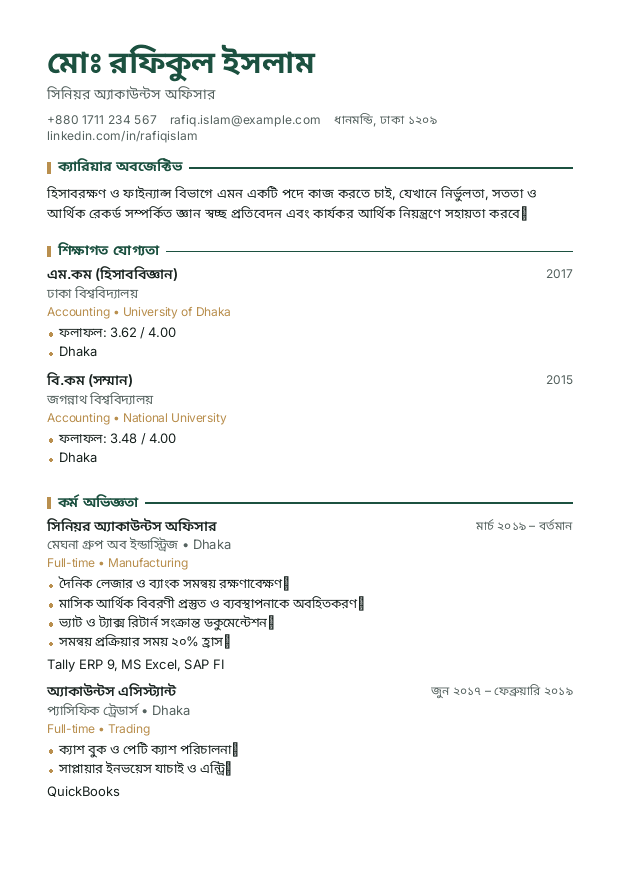 মোঃ রফিকুল ইসলাম
সিনিয়র অ্যাকাউন্টস অফিসার
+880 1711 234 567 rafiq.islam@example.com ধানমন্ডি, ঢাকা ১২০৯
linkedin.com/in/rafiqislam
ক্যারিয়ার অবজেক্টিভ
হিসাবরক্ষণ ও ফাইন্যান্স বিভাগে এমন একটি পদে কাজ করতে চাই, যেখানে নির্ভুলতা, সততা ও
আর্থিক রেকর্ড সম্পর্কিত জ্ঞান স্বচ্ছ প্রতিবেদন এবং কার্যকর আর্থিক নিয়ন্ত্রণে সহায়তা করবে
শিক্ষাগত যোগ্যতা
এম.কম (হিসাববিজ্ঞান) 2017
ঢাকা বিশ্ববিদ্যালয়
Accounting • University of Dhaka
• ফলাফল: 3.62 / 4.00
• Dhaka
বি.কম (সম্মান) 2015
জগন্নাথ বিশ্ববিদ্যালয়
Accounting • National University
• ফলাফল: 3.48 / 4.00
• Dhaka
কর্ম অভিজ্ঞতা
সিনিয়র অ্যাকাউন্টস অফিসার মার্চ ২০১৯ – বর্তমান
মেঘনা গ্রুপ অব ইন্ডাস্ট্রিজ • Dhaka
Full-time • Manufacturing
• দৈনিক লেজার ও ব্যাংক সমন্বয় রক্ষণাবেক্ষণ
• মাসিক আর্থিক বিবরণী প্রস্তুত ও ব্যবস্থাপনাকে অবহিতকরণ
• ভ্যাট ও ট্যাক্স রিটার্ন সংক্রান্ত ডকুমেন্টেশন
• সমন্বয় প্রক্রিয়ার সময় ২০% হ্রাস
Tally ERP 9, MS Excel, SAP FI
অ্যাকাউন্টস এসিস্ট্যান্ট জুন ২০১৭ – ফেব্রুয়ারি ২০১৯
প্যাসিফিক ট্রেডার্স • Dhaka
Full-time • Trading
• ক্যাশ বুক ও পেটি ক্যাশ পরিচালনা
• সাপ্লায়ার ইনভয়েস যাচাই ও এন্ট্রি
QuickBooks